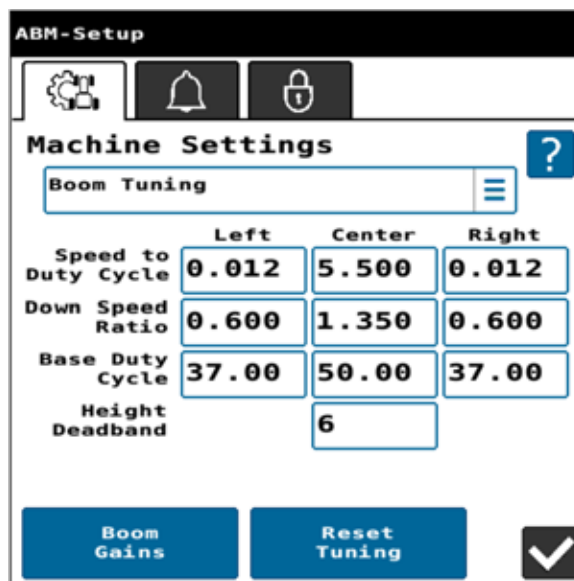 ABM-Setup
Machine Settings
?
Boom Tuning
Left Center Right
Speed to
Duty Cycle 0.012 5.500 0.012
Down Speed
Ratio 0.600 1.350 0.600
Base Duty
Cycle 37.00 50.00 37.00
Height
Deadband 6
Boom
Gains
Reset
Tuning